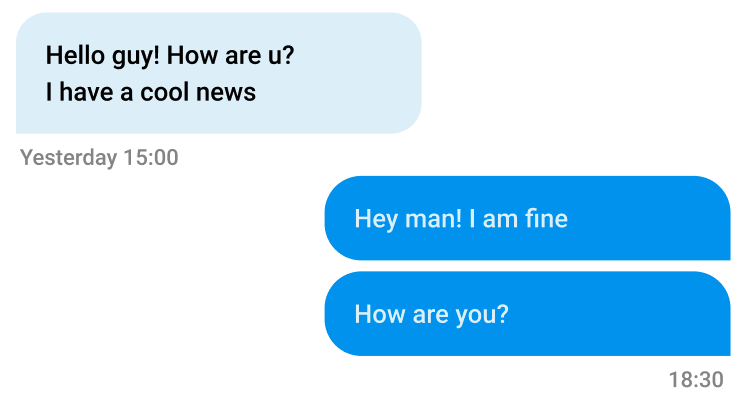 Hello guy! How are u?
I have a cool news
Yesterday 15:00
Hey man! I am fine
How are you?
18:30